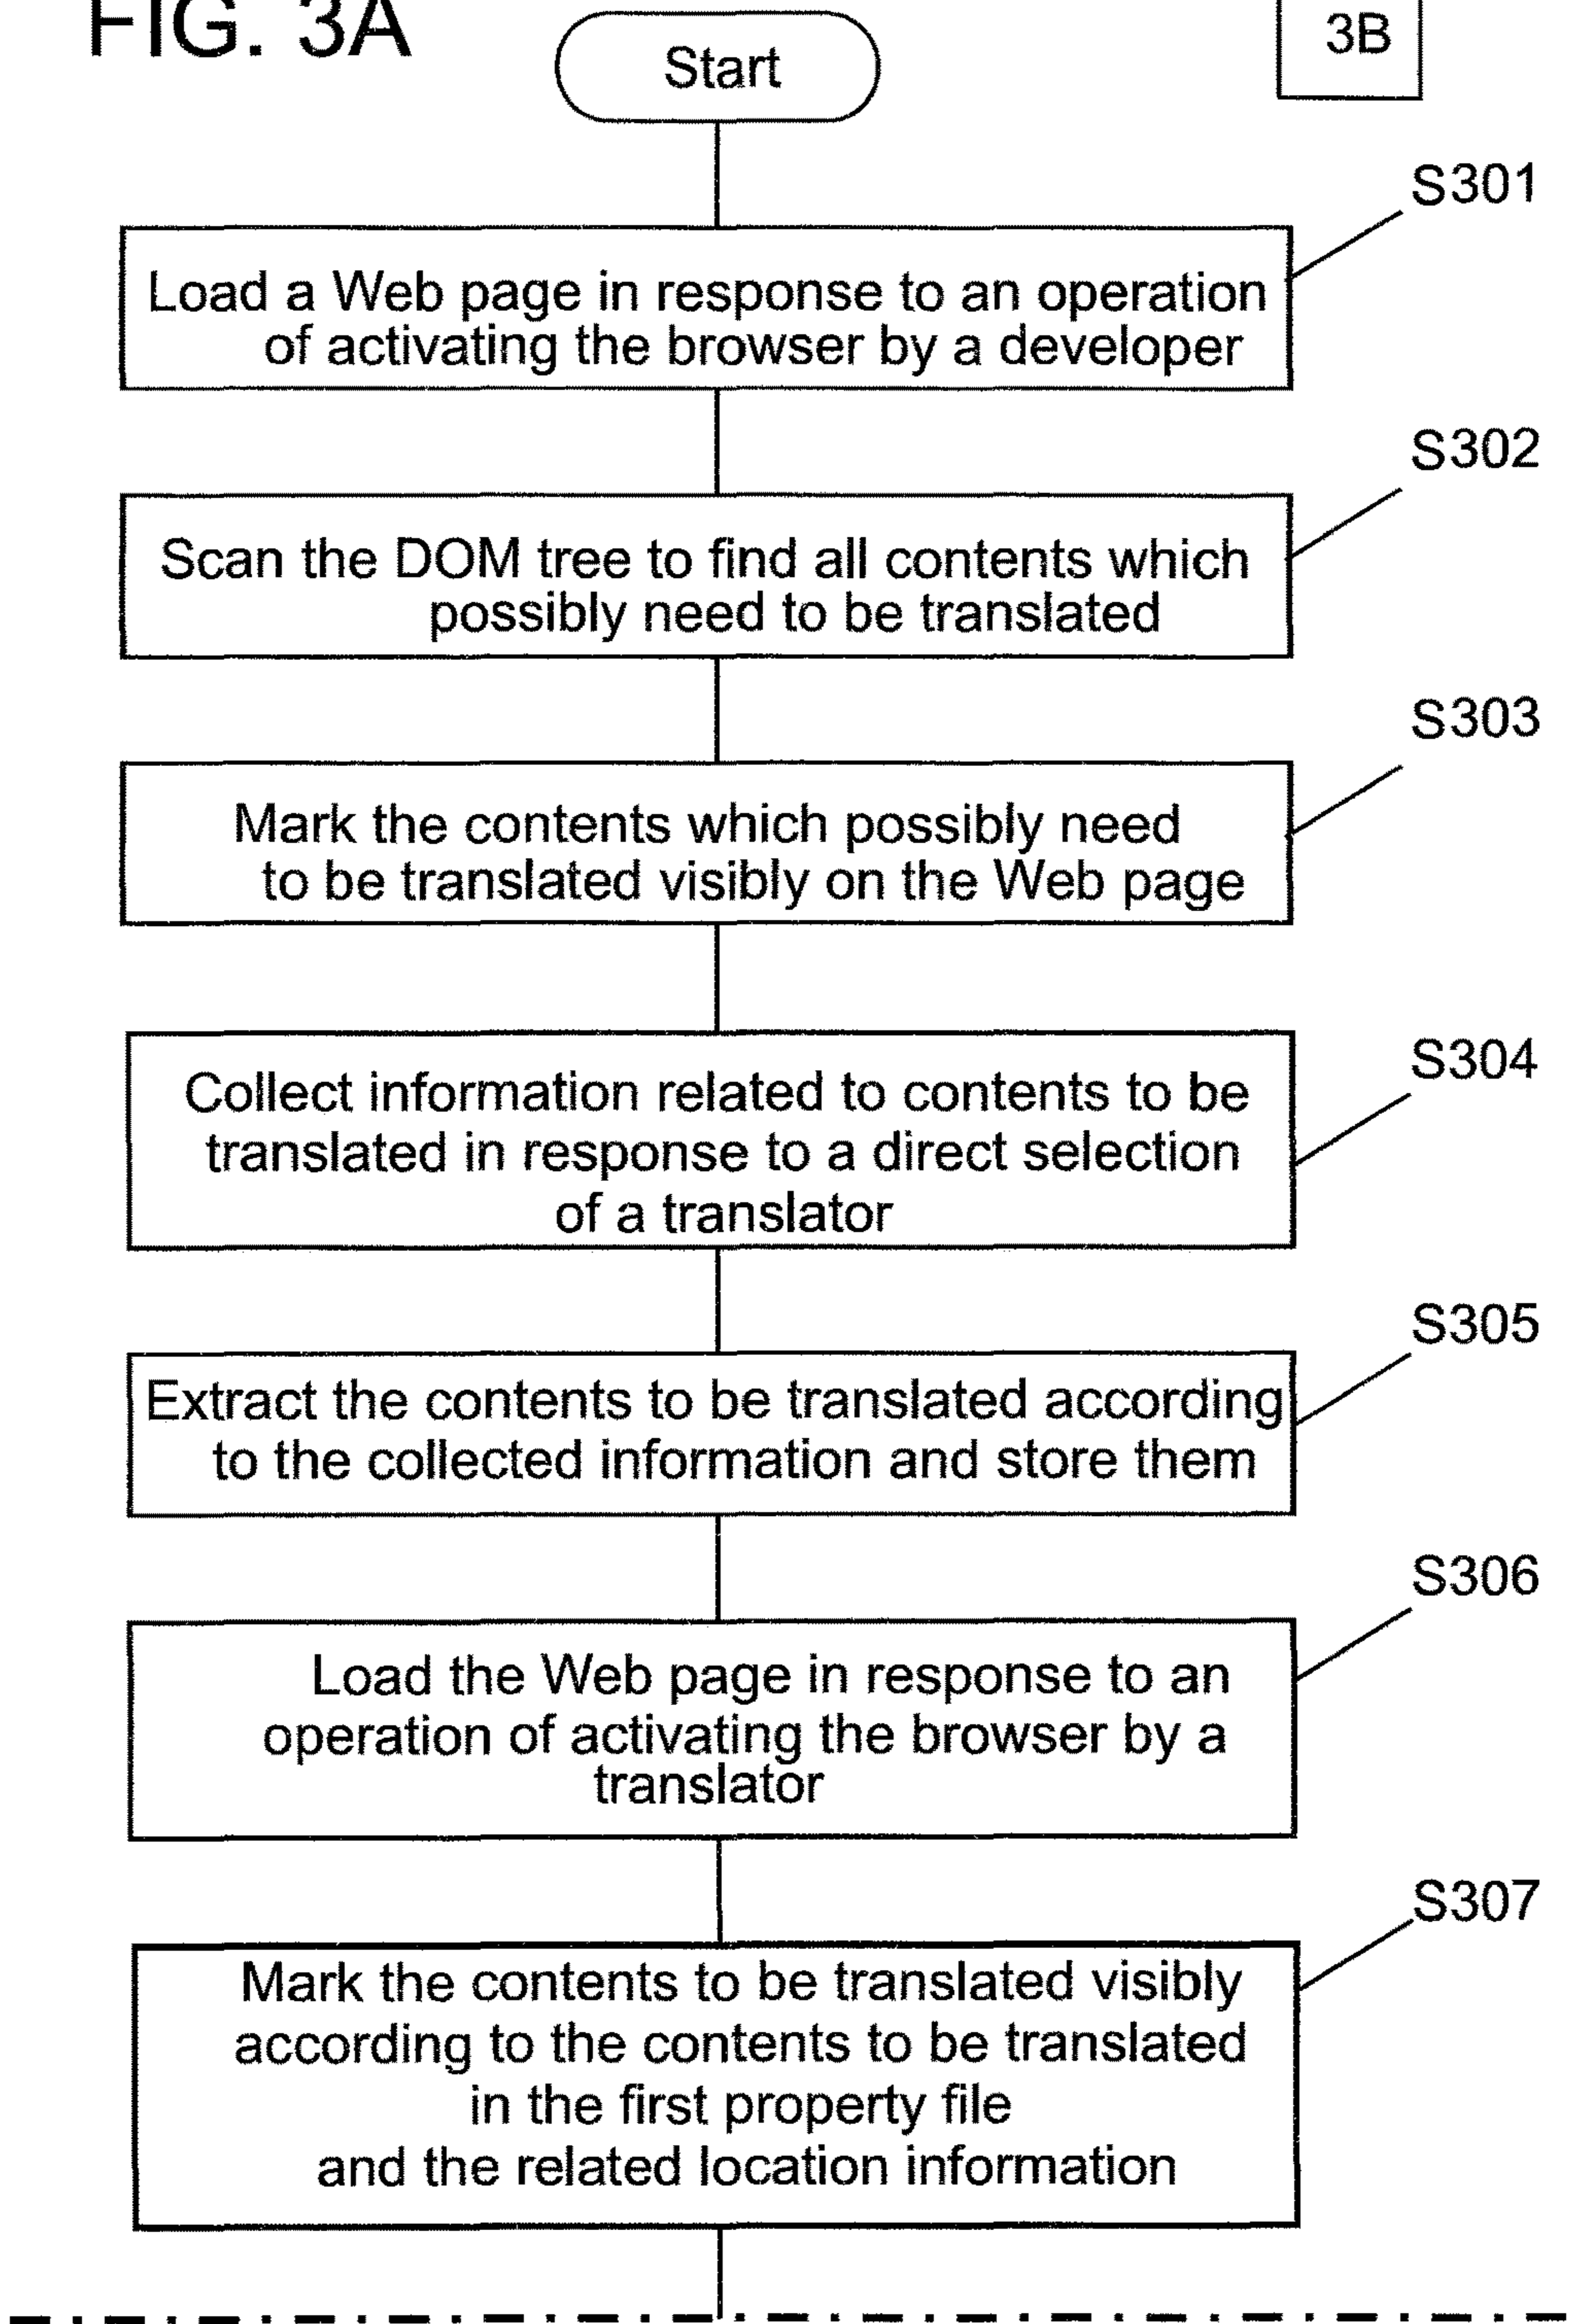 FIG. 3A
3B
Start
S301
Load a Web page in response to an operation
of activating the browser by a developer
S302
Scan the DOM tree to find all contents which
possibly need to be translated
S303
Mark the contents which possibly need
to be translated visibly on the Web page
S304
Collect information related to contents to be
translated in response to a direct selection
of a translator
S305
Extract the contents to be translated according
to the collected information and store them
S306
Load the Web page in response to an
operation of activating the browser by a
translator
S307
Mark the contents to be translated visibly
according to the contents to be translated
in the first property file
and the related location information